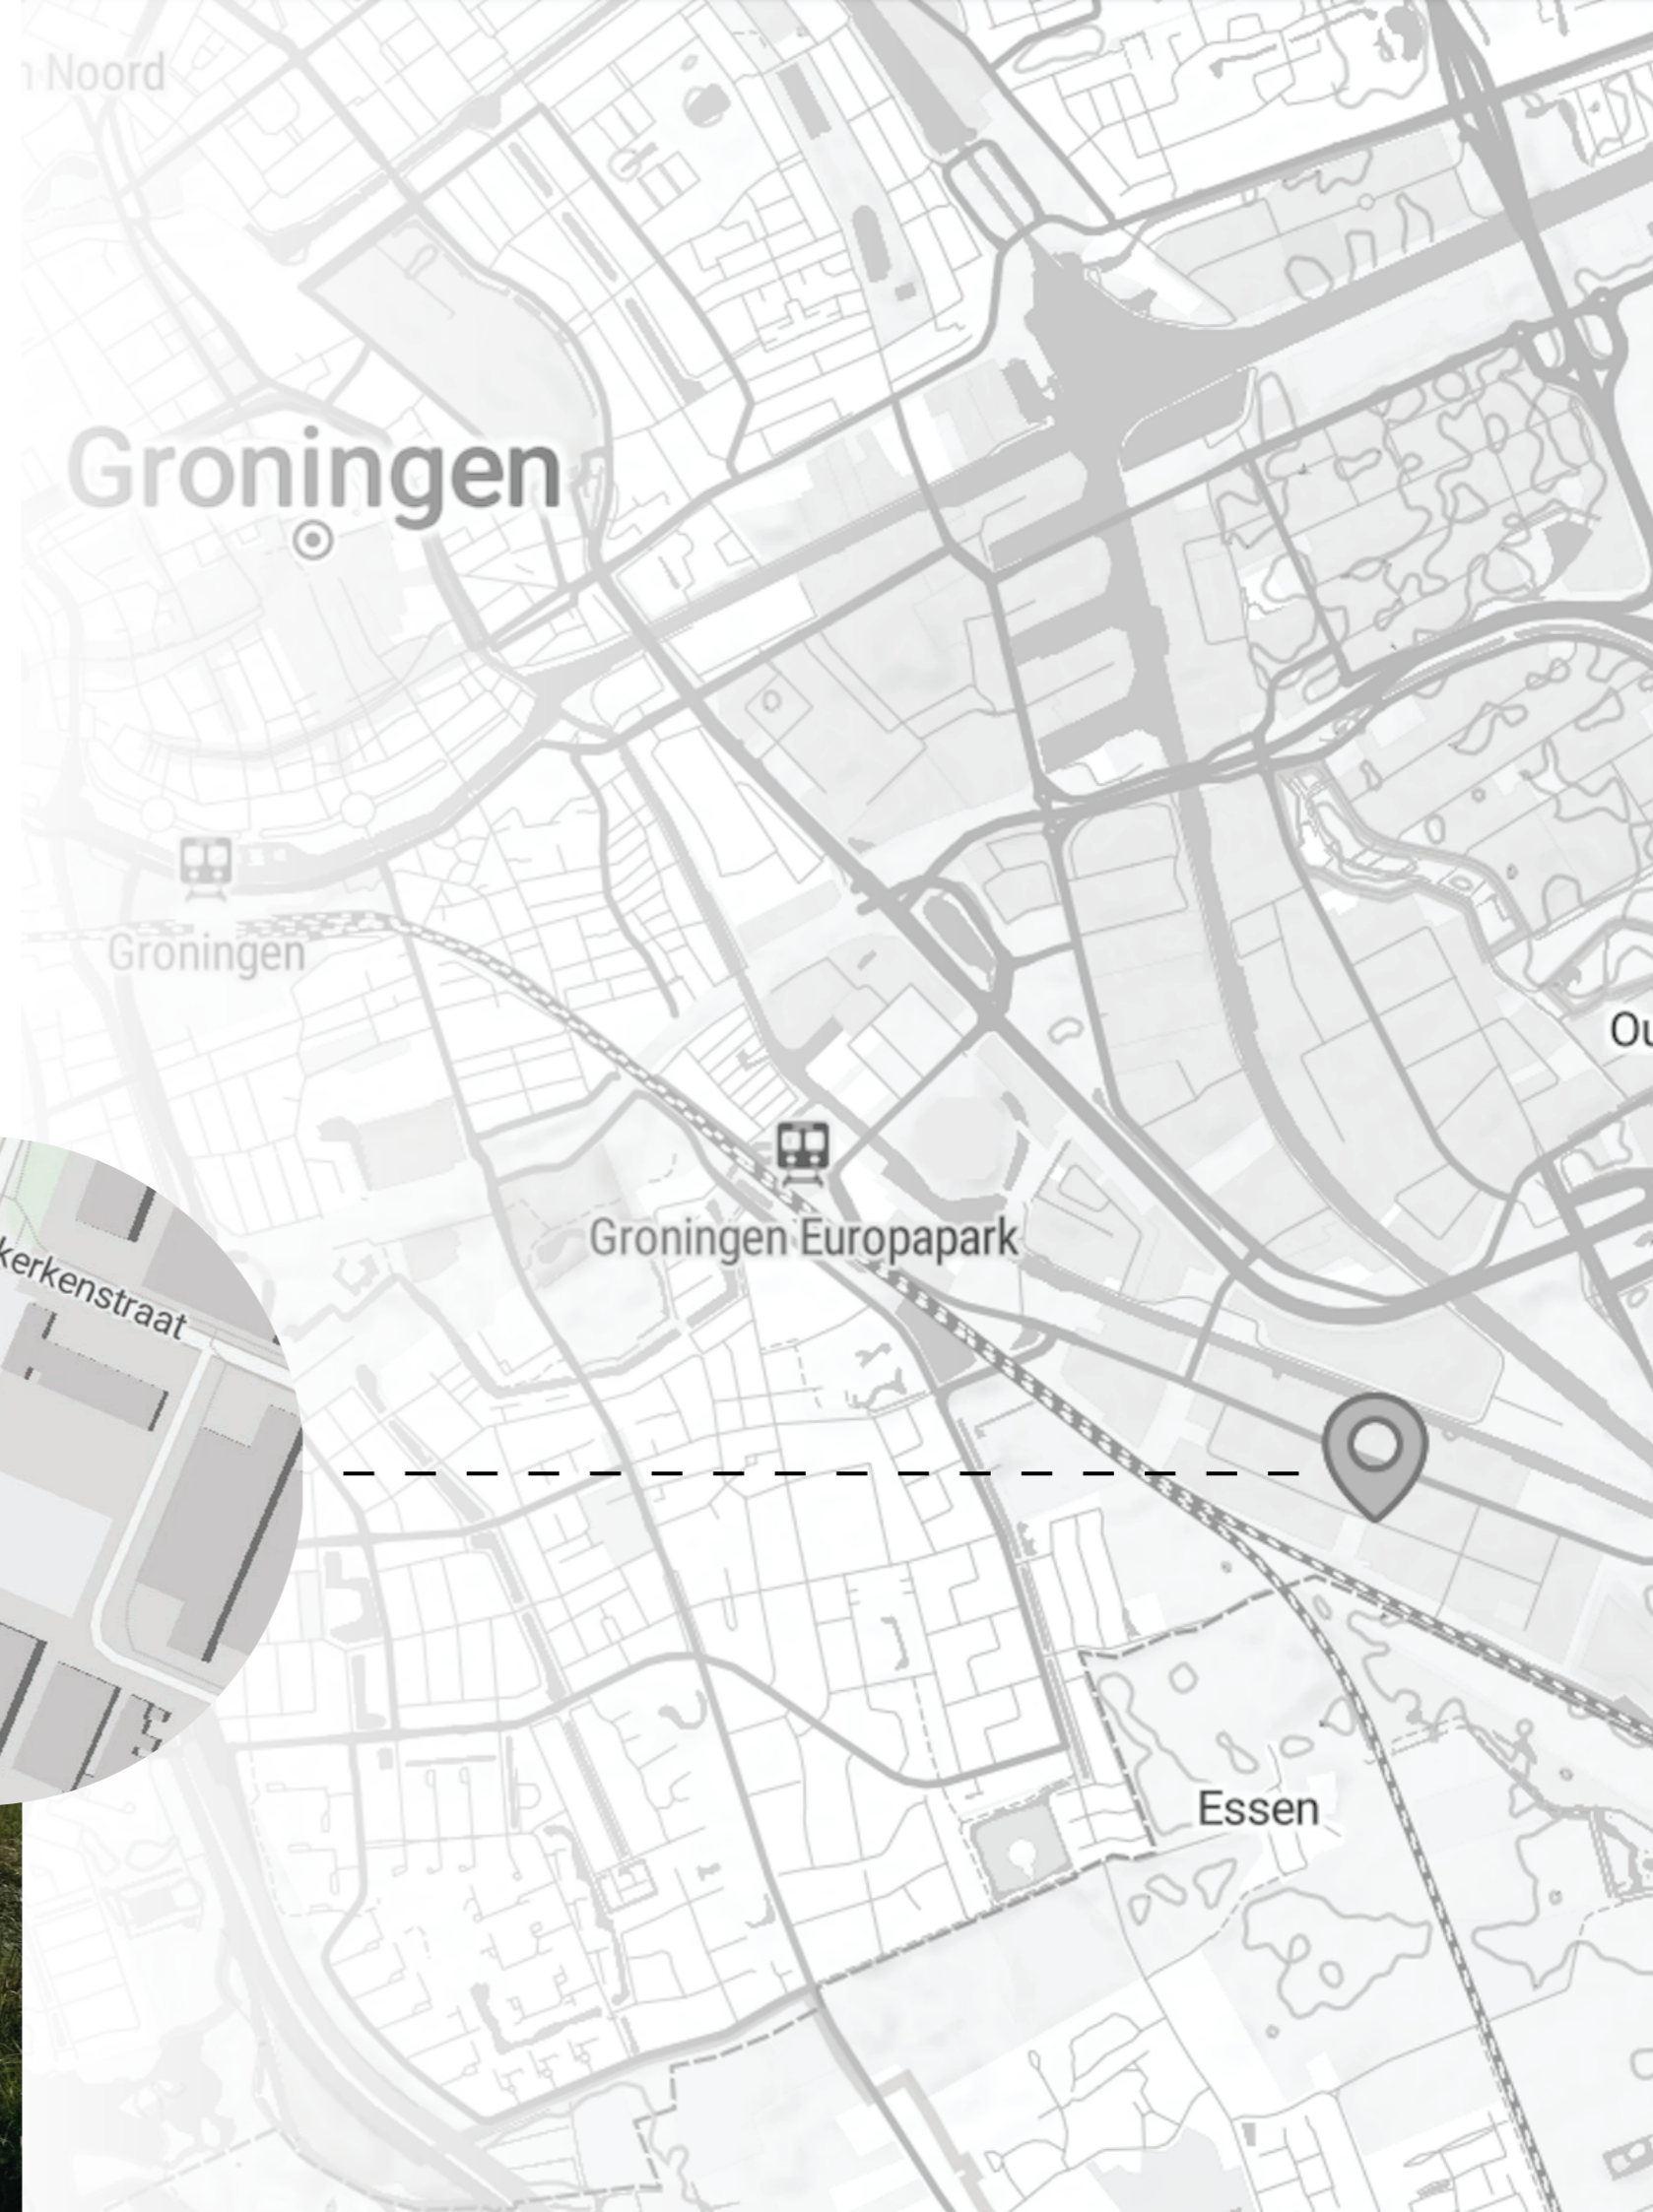 Noord
Groningen
Groningen
Ou
Groningen Europapark
kerkenstraat
Essen